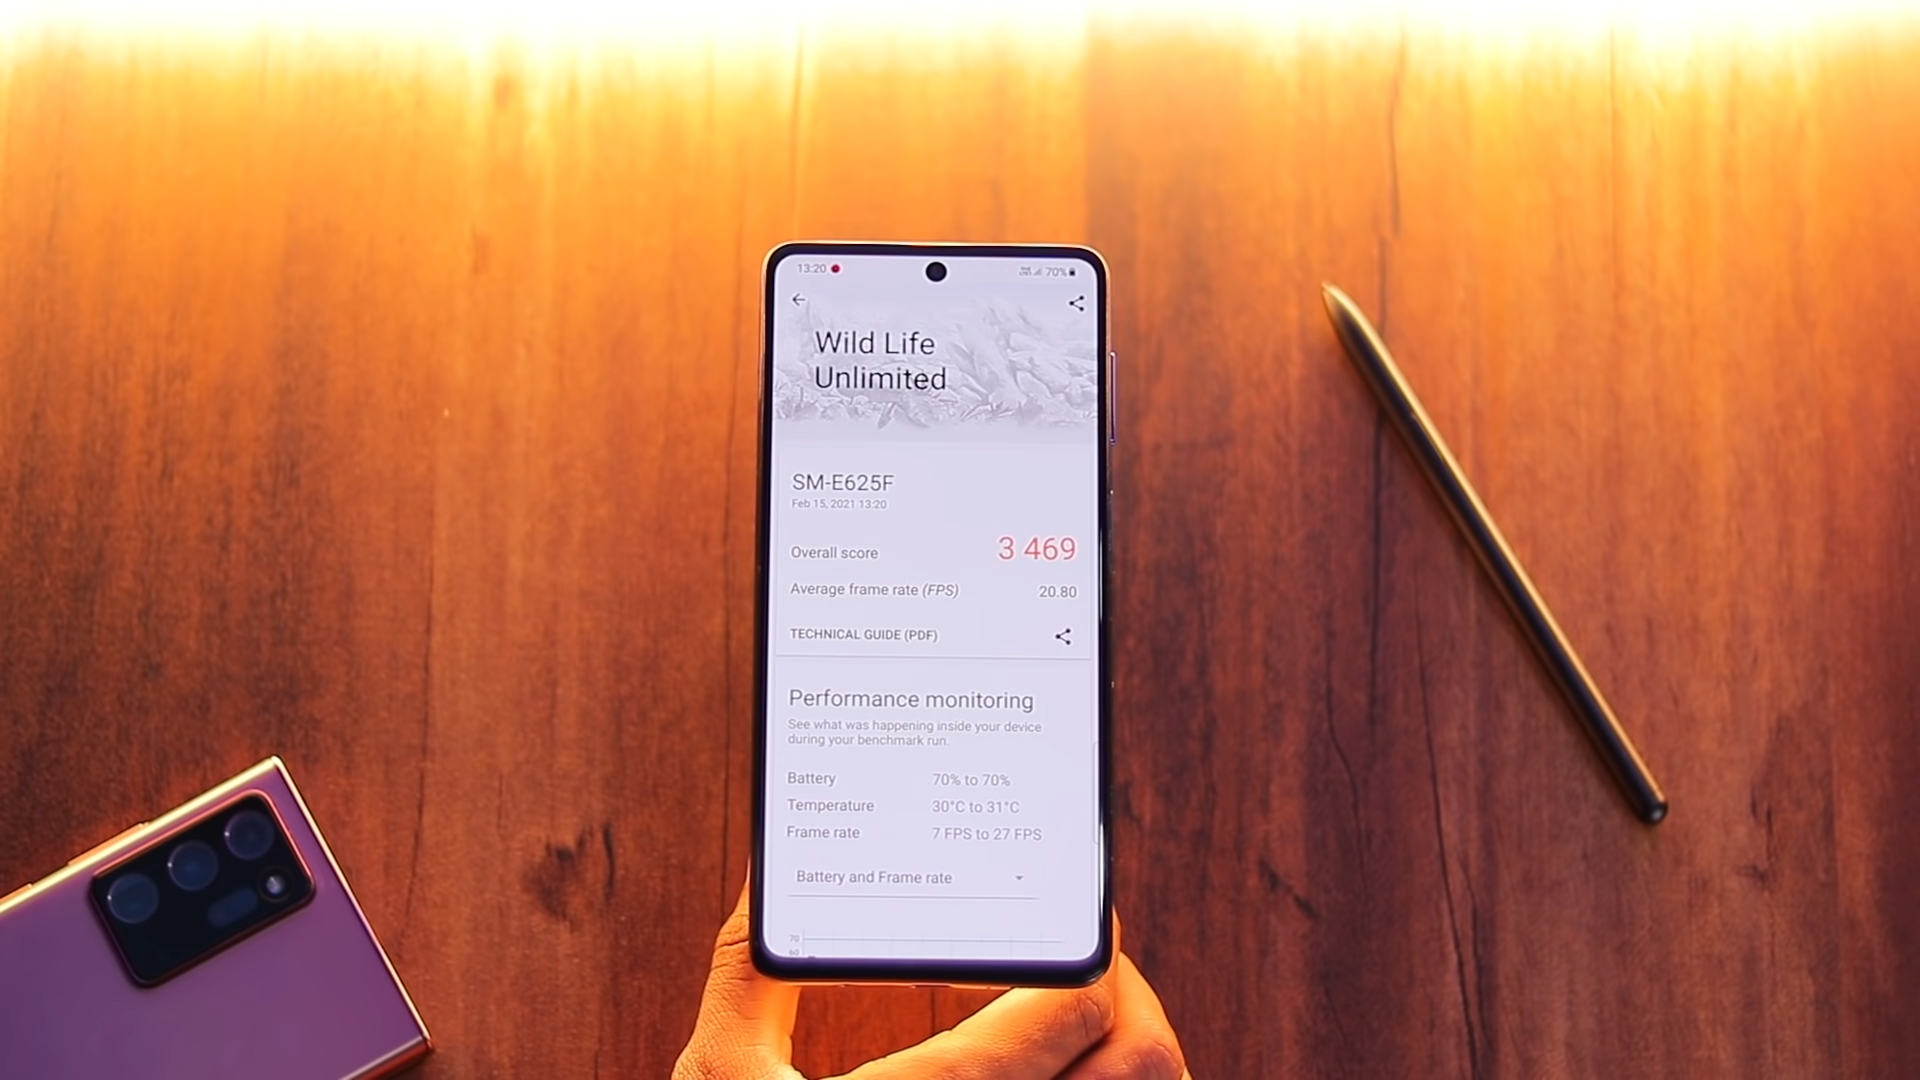 13:20
70%
Wild Life
Unlimited
SM-E625F
Feb 15, 2021 13:20
Overall score 3 469
Average frame rate (FPS) 20.80
TECHNICAL GUIDE (PDF)
Performance monitoring
See what was happening inside your device
during your benchmark run.
Battery 70% to 70%
Temperature 30°C to 31°C
Frame rate 7 FPS to 27 FPS
Battery and Frame rate
70
60